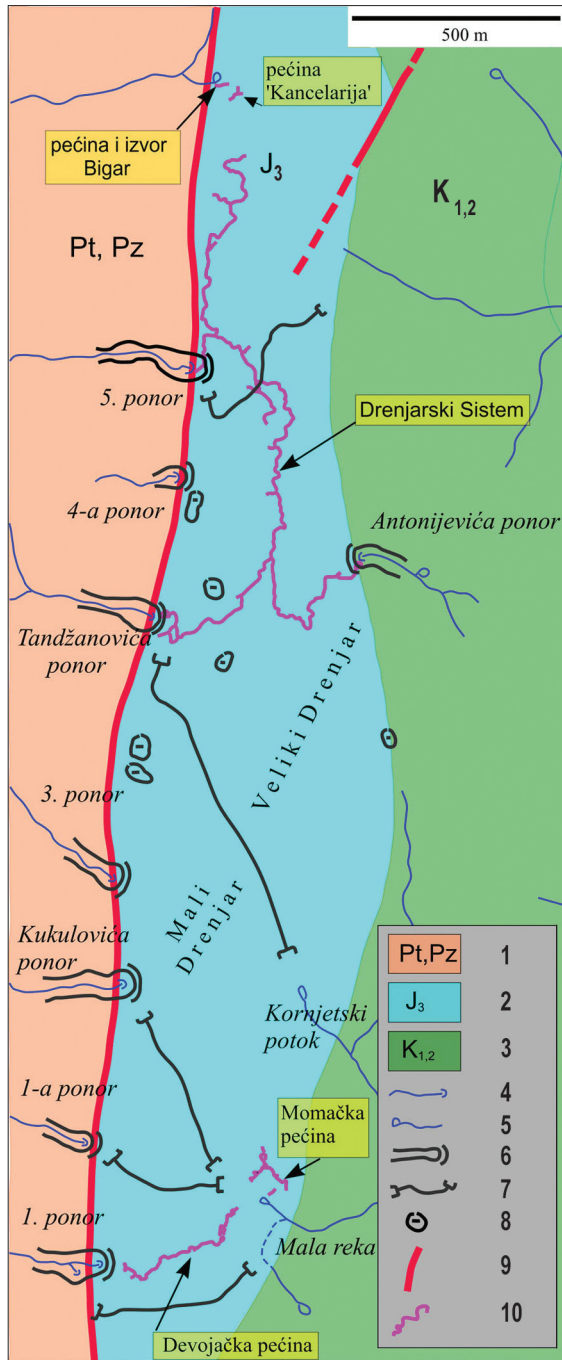 500 m
pećina
'Kancelarija'
pećina i izvor
Bigar
J3
K1,2
Pt, Pz
5. ponor
Drenjarski Sistem
4-a ponor
Antonijevića ponor
Tandžanovića
ponor
Veliki Drenjar
3. ponor
Mali
Drenjar
Kukulovića
ponor
Kornjetski
potok
1-a ponor
Momačka
pećina
1. ponor
Mala reka
Devojačka pećina
Pt,Pz 1
J3 2
K1,2 3
4
5
6
7
8
9
10